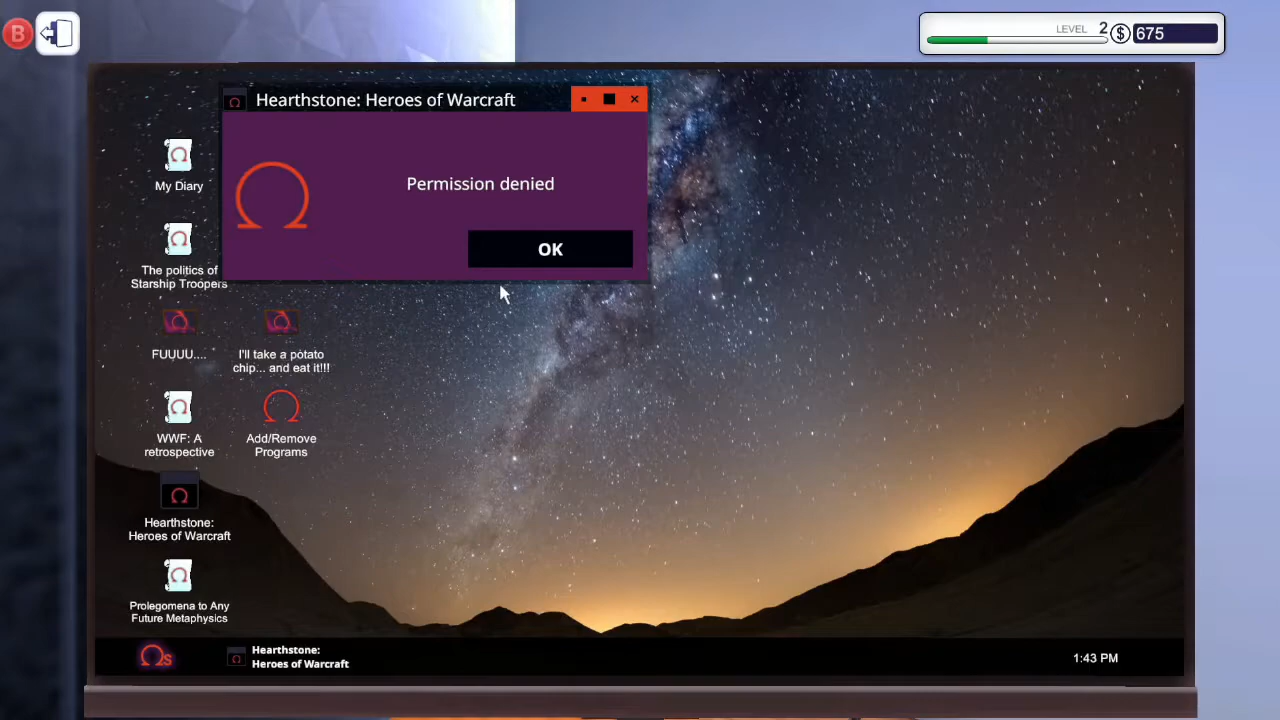 B
LEVEL 2
$ 675
Hearthstone: Heroes of Warcraft
Permission denied
OK
My Diary
The politics of
Starship Troopers
FUUUU....
I'll take a potato
chip... and eat it!!!
WWF: A
retrospective
Add/Remove
Programs
Hearthstone:
Heroes of Warcraft
Prolegomena to Any
Future Metaphysics
Ωs
Hearthstone:
Heroes of Warcraft
1:43 PM